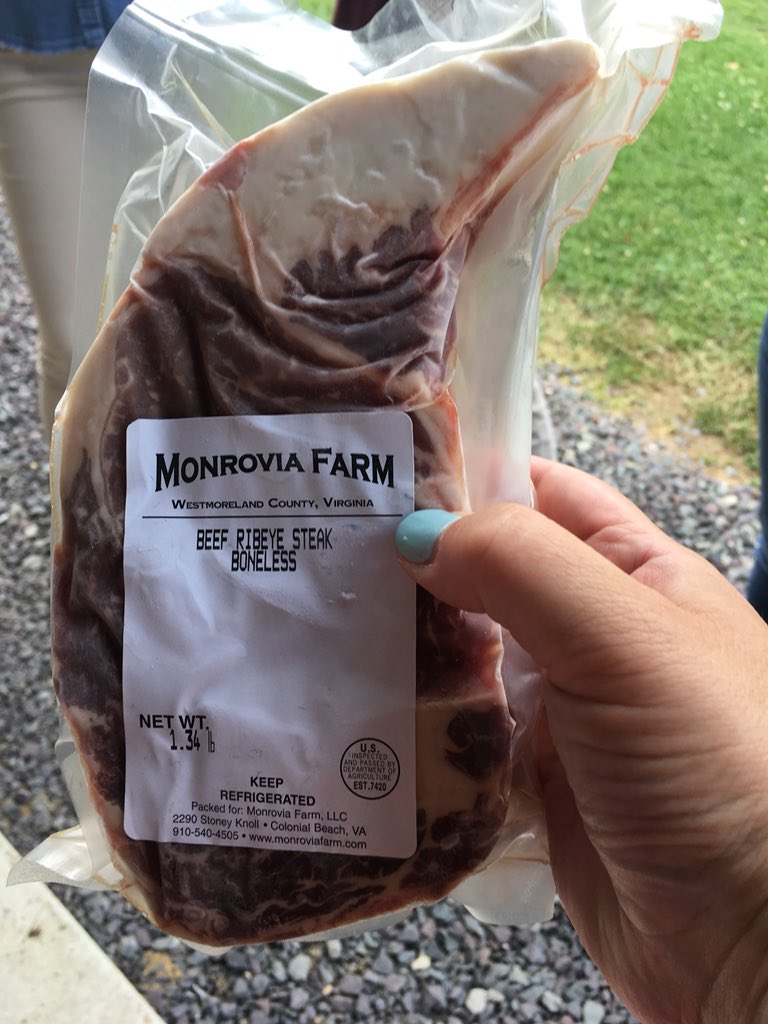 MONROVIA FARM
WESTMORELAND COUNTY, VIRGINIA
BEEF RIBEYE STEAK
BONELESS
NET WT.
1.34 lb
U.S.
INSPECTED
AND PASSED BY
DEPARTMENT OF
AGRICULTURE
EST.7420
KEEP
REFRIGERATED
Packed for: Monrovia Farm, LLC
2290 Stoney Knoll • Colonial Beach, VA
910-540-4505 • www.monroviafarm.com